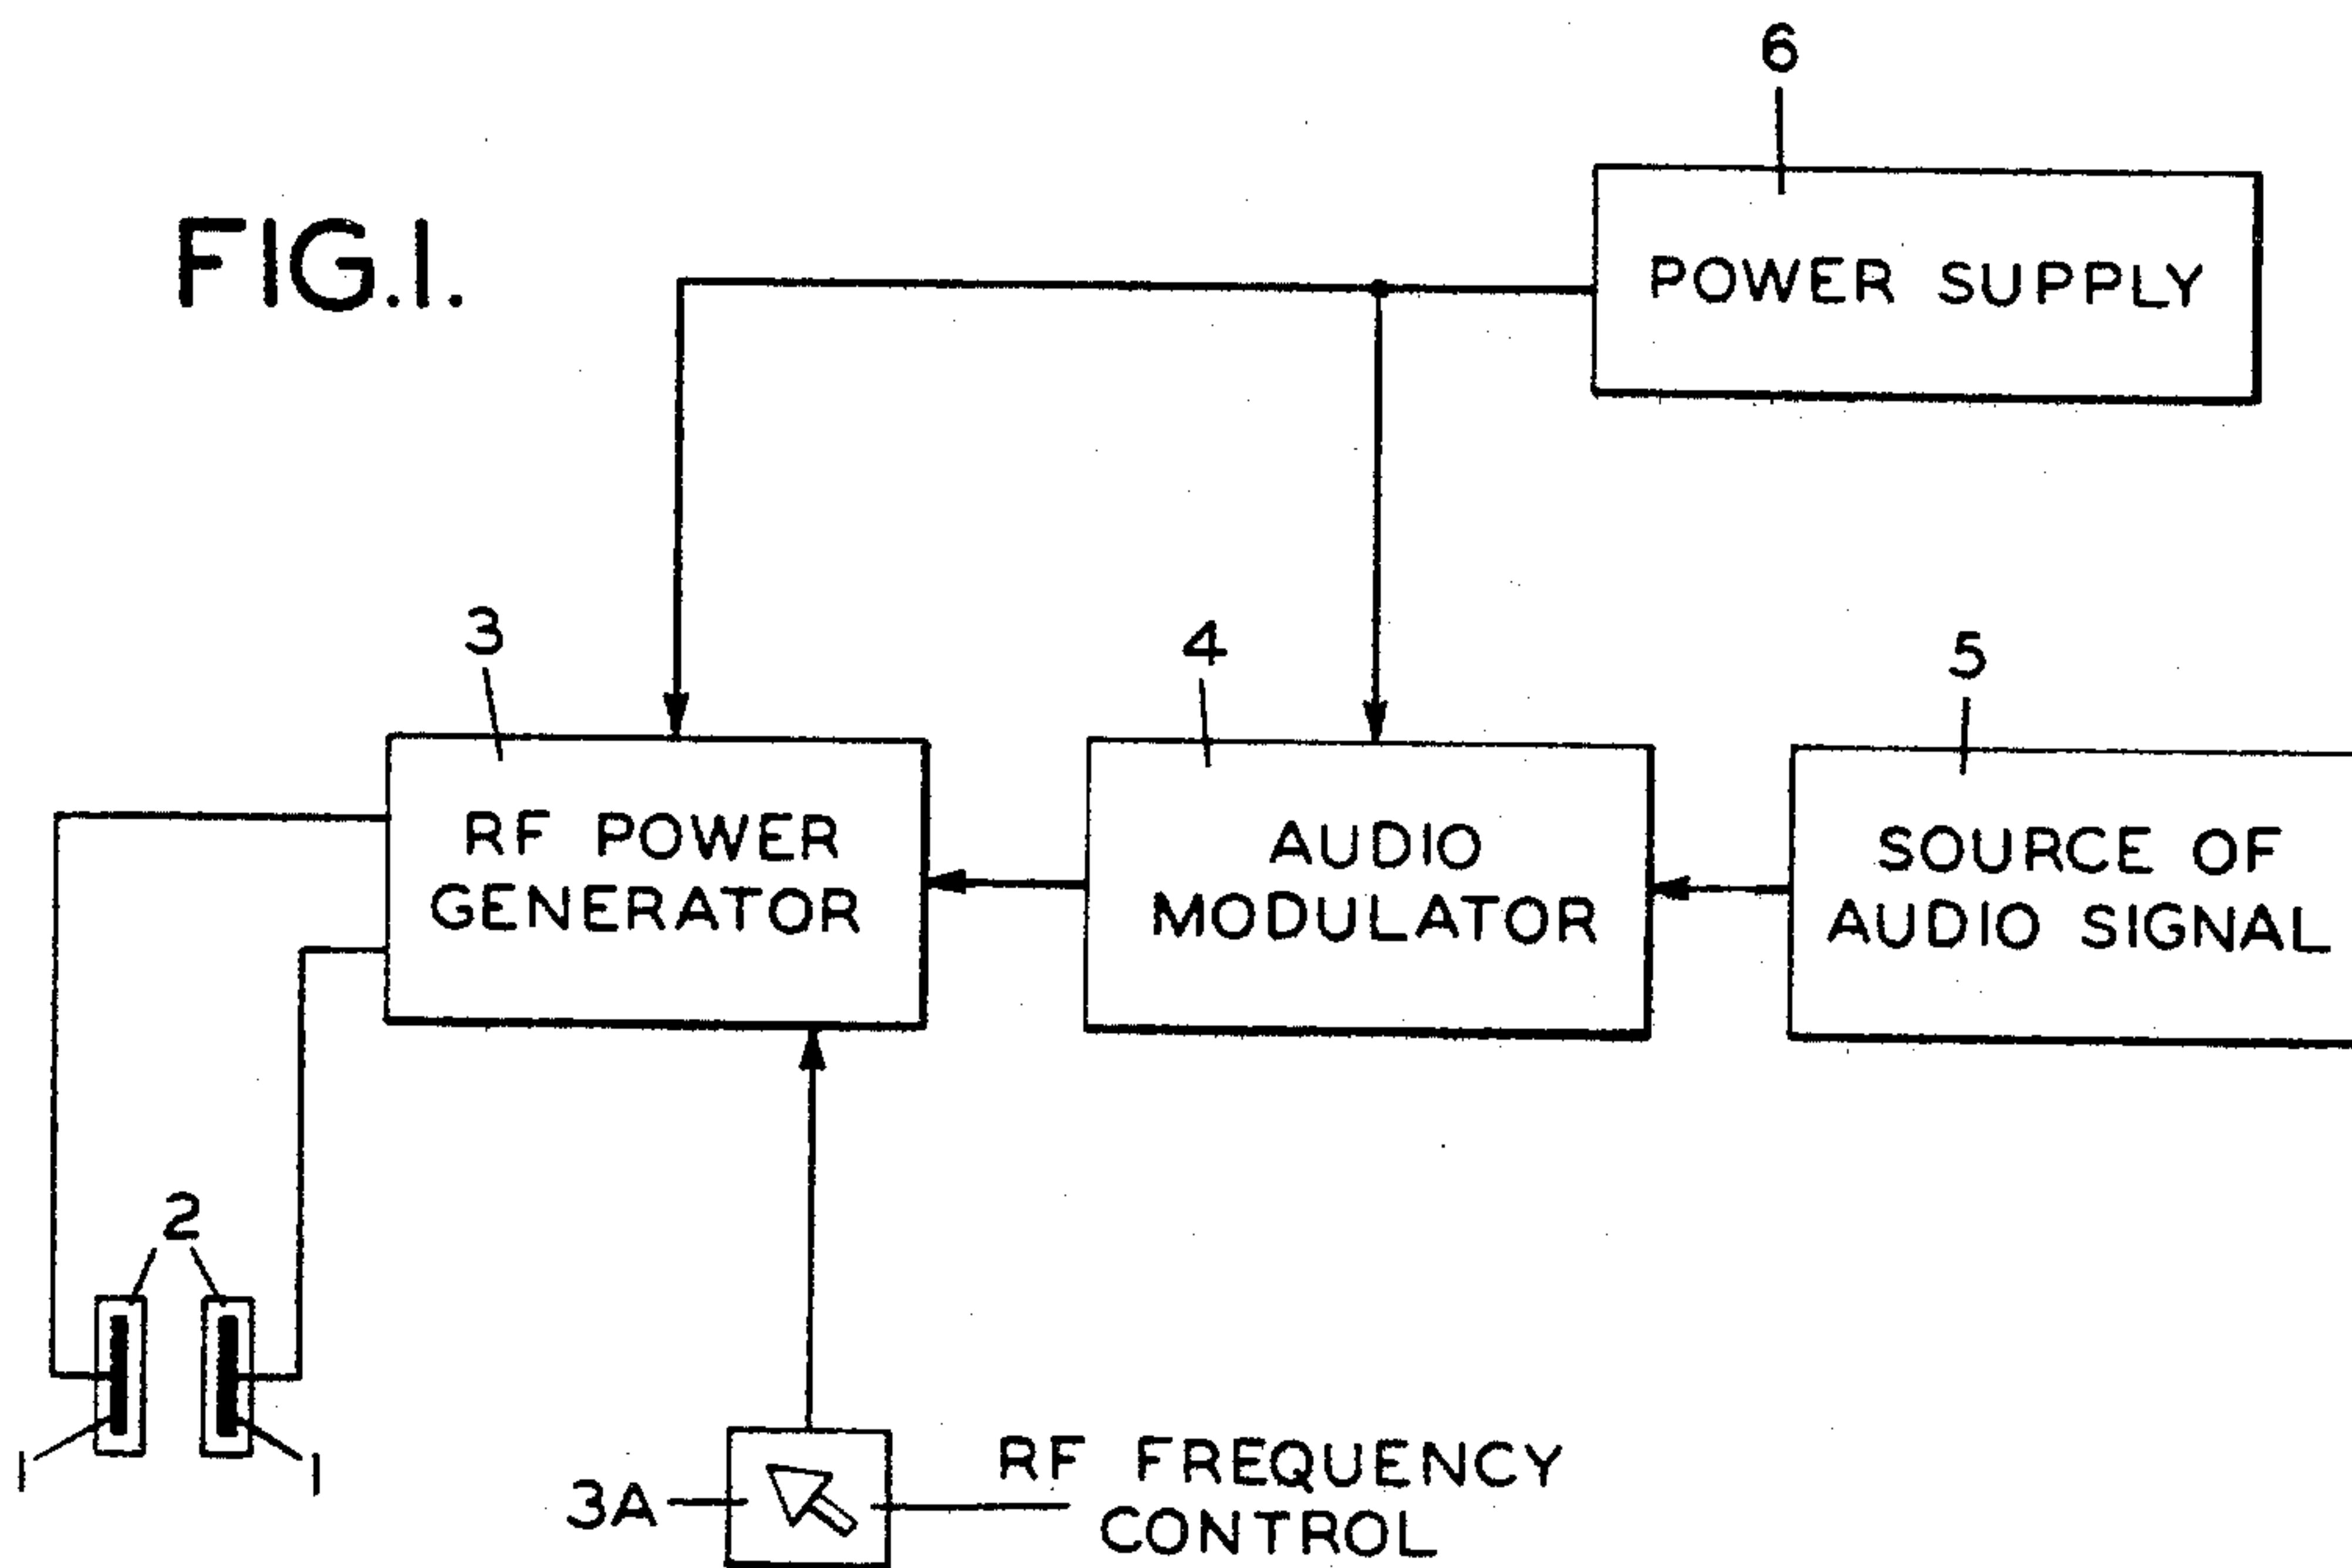 6
FIG.1.
POWER SUPPLY
3
4
5
RF POWER
GENERATOR
AUDIO
MODULATOR
SOURCE OF
AUDIO SIGNAL
2
1
1
3A
RF FREQUENCY
CONTROL